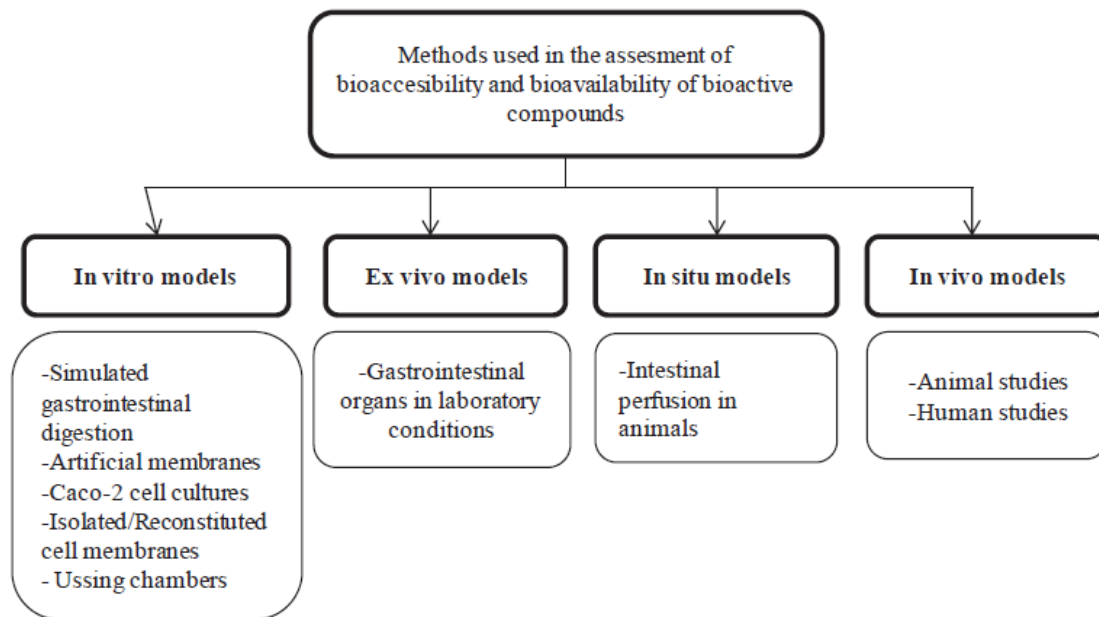 Methods used in the assesment of
bioaccesibility and bioavailability of bioactive
compounds
In vitro models
Ex vivo models
In situ models
In vivo models
-Simulated
gastrointestinal
digestion
-Artificial membranes
-Caco-2 cell cultures
-Isolated/Reconstituted
cell membranes
- Ussing chambers
-Gastrointestinal
organs in laboratory
conditions
-Intestinal
perfusion in
animals
-Animal studies
-Human studies